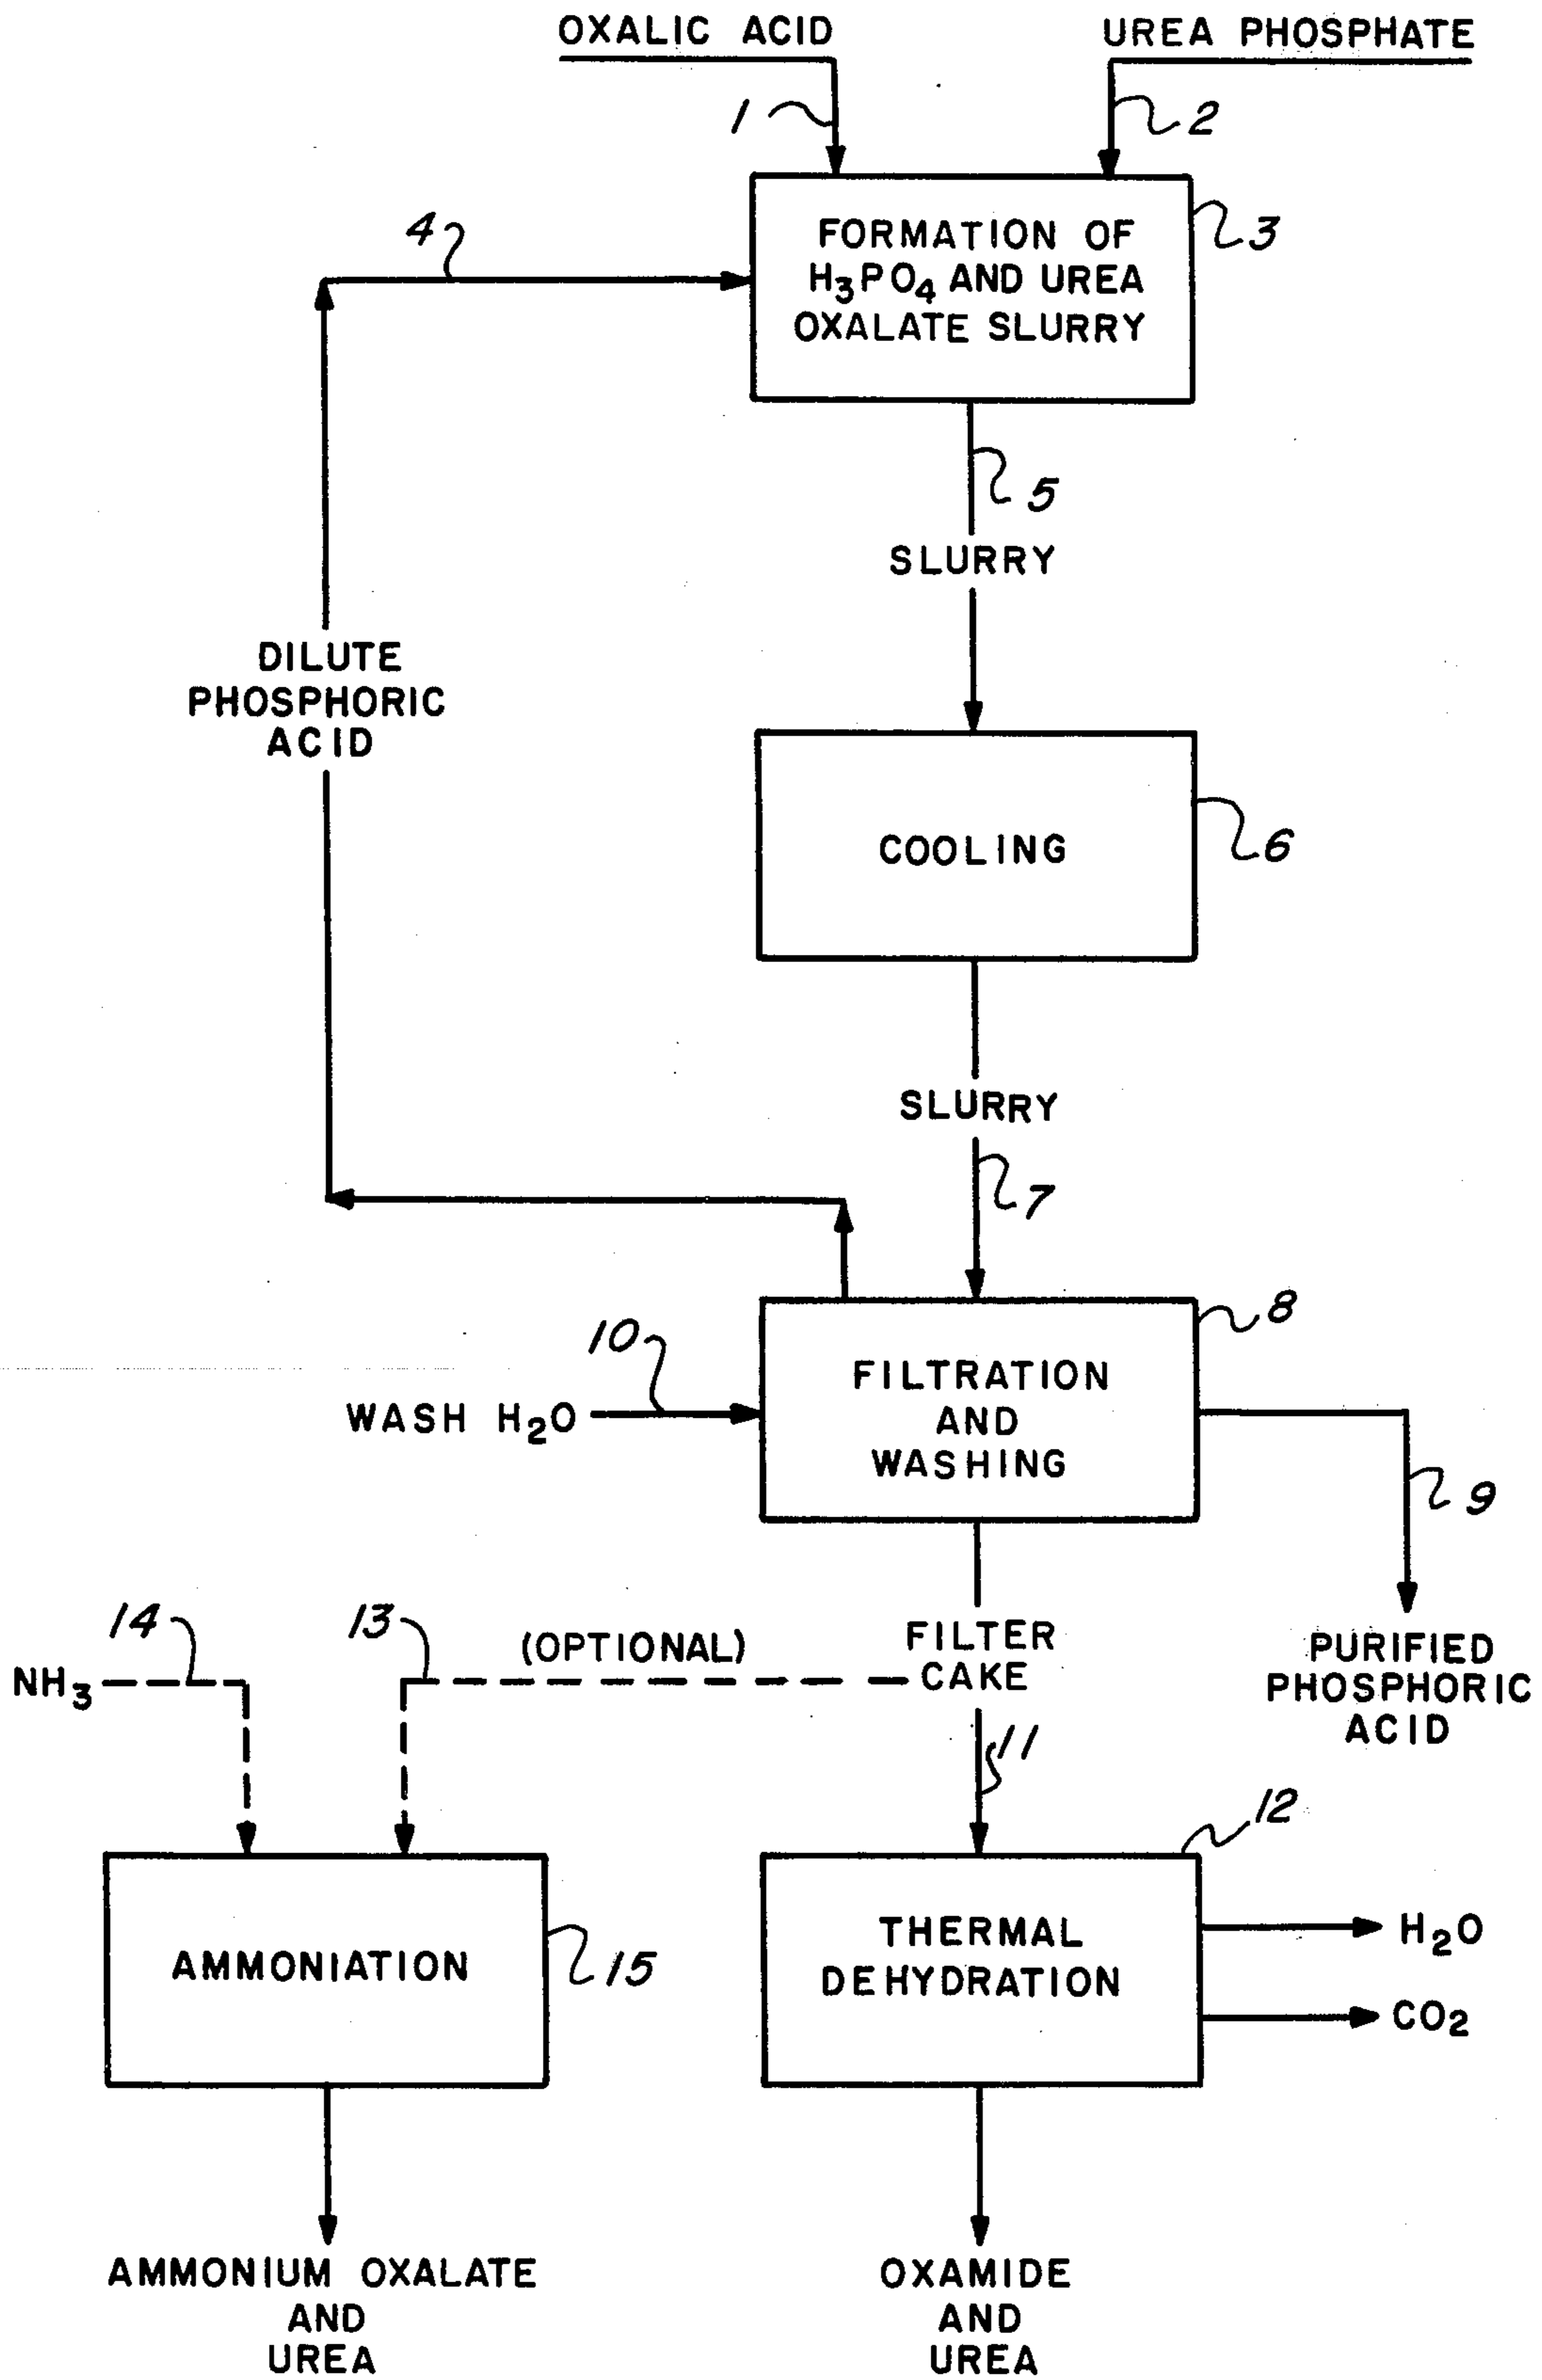 OXALIC ACID
UREA PHOSPHATE
1
2
FORMATION OF
H3PO4 AND UREA
OXALATE SLURRY
3
4
5
SLURRY
DILUTE
PHOSPHORIC
ACID
COOLING
6
SLURRY
7
8
10
WASH H2O
FILTRATION
AND
WASHING
9
14
13
(OPTIONAL)
FILTER
CAKE
NH3
PURIFIED
PHOSPHORIC
ACID
11
12
AMMONIATION
15
THERMAL
DEHYDRATION
H2O
CO2
AMMONIUM OXALATE
AND
UREA
OXAMIDE
AND
UREA